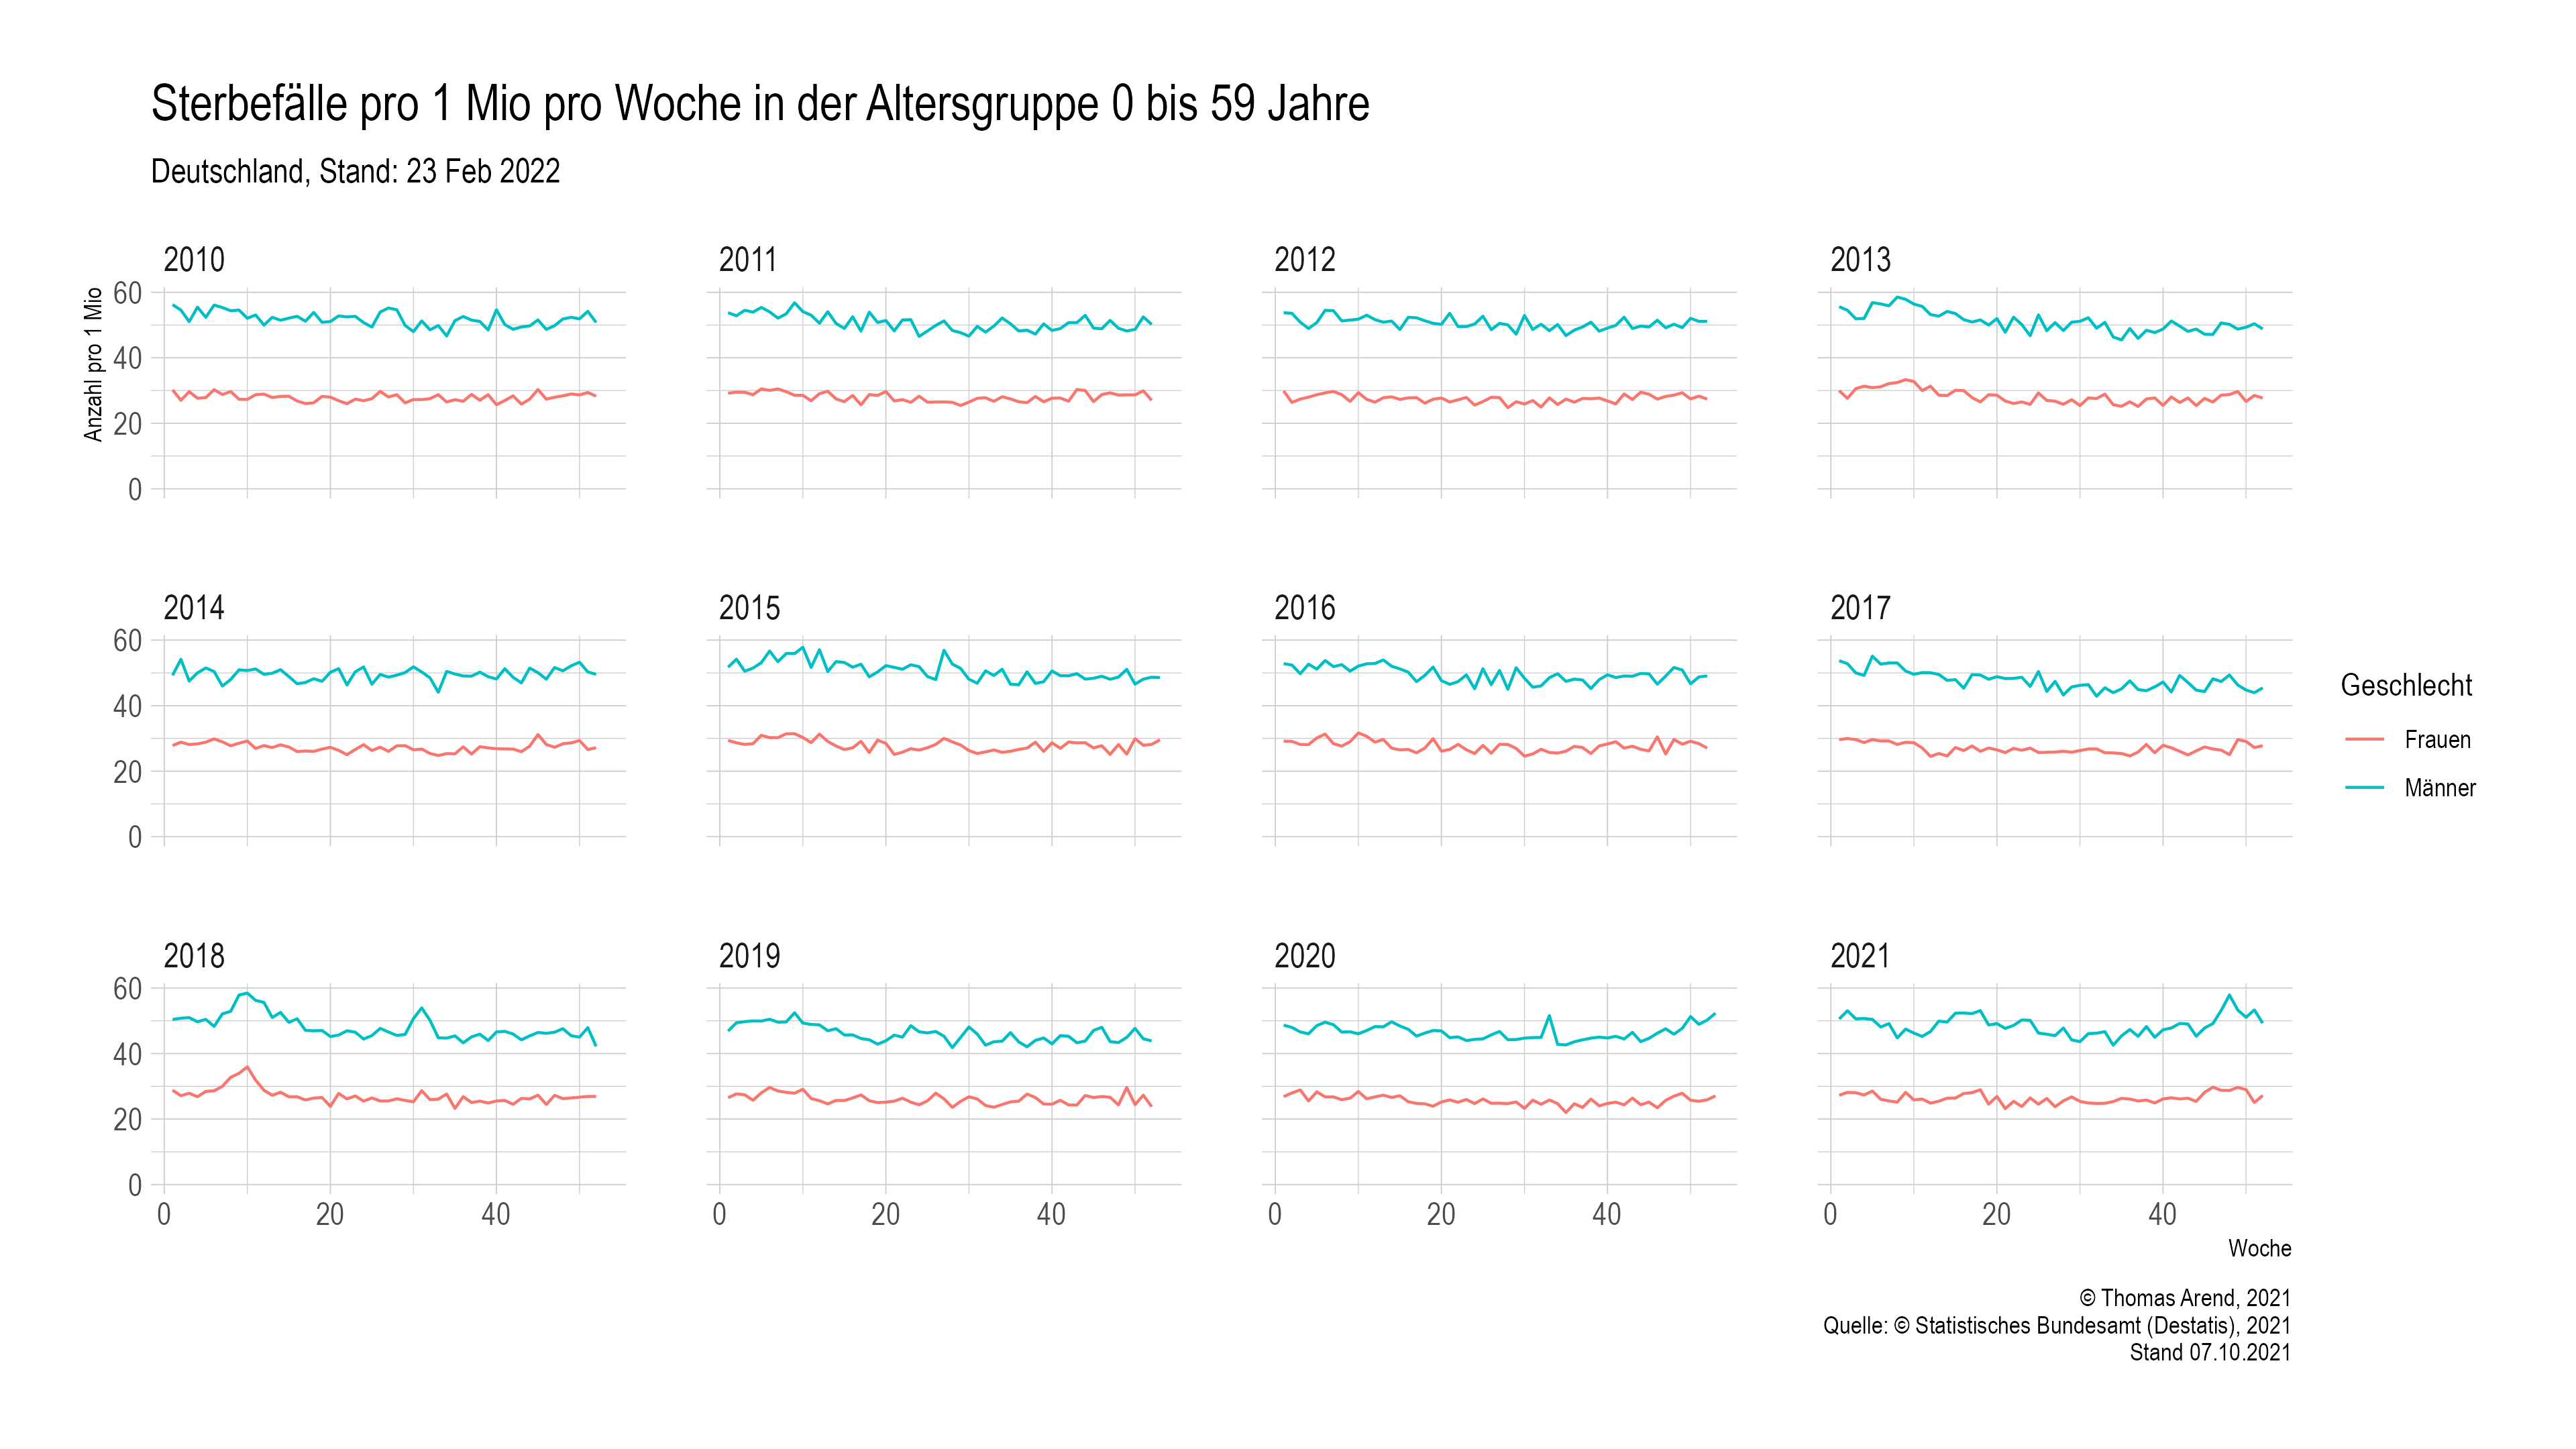 Sterbefälle pro 1 Mio pro Woche in der Altersgruppe 0 bis 59 Jahre
Deutschland, Stand: 23 Feb 2022
2010
2011
2012
2013
Anzahl pro 1 Mio
60
40
20
0
2014
2015
2016
2017
60
40
20
0
Geschlecht
Frauen
Männer
2018
2019
2020
2021
60
40
20
0
0 20 40
0 20 40
0 20 40
0 20 40
Woche
© Thomas Arend, 2021
Quelle: © Statistisches Bundesamt (Destatis), 2021
Stand 07.10.2021